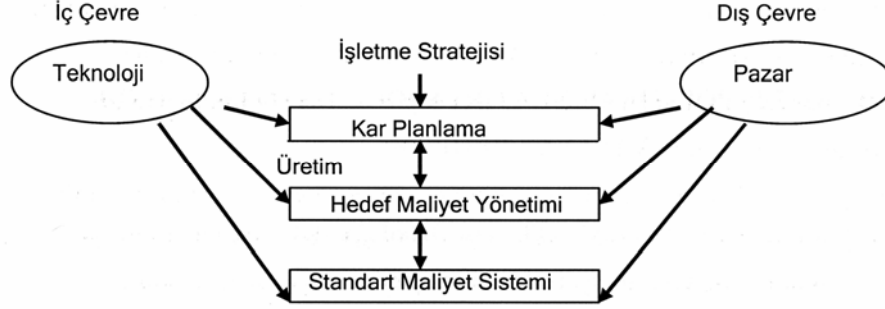 İç Çevre
Dış Çevre
İşletme Stratejisi
Teknoloji
Pazar
Kar Planlama
Üretim
Hedef Maliyet Yönetimi
Standart Maliyet Sistemi